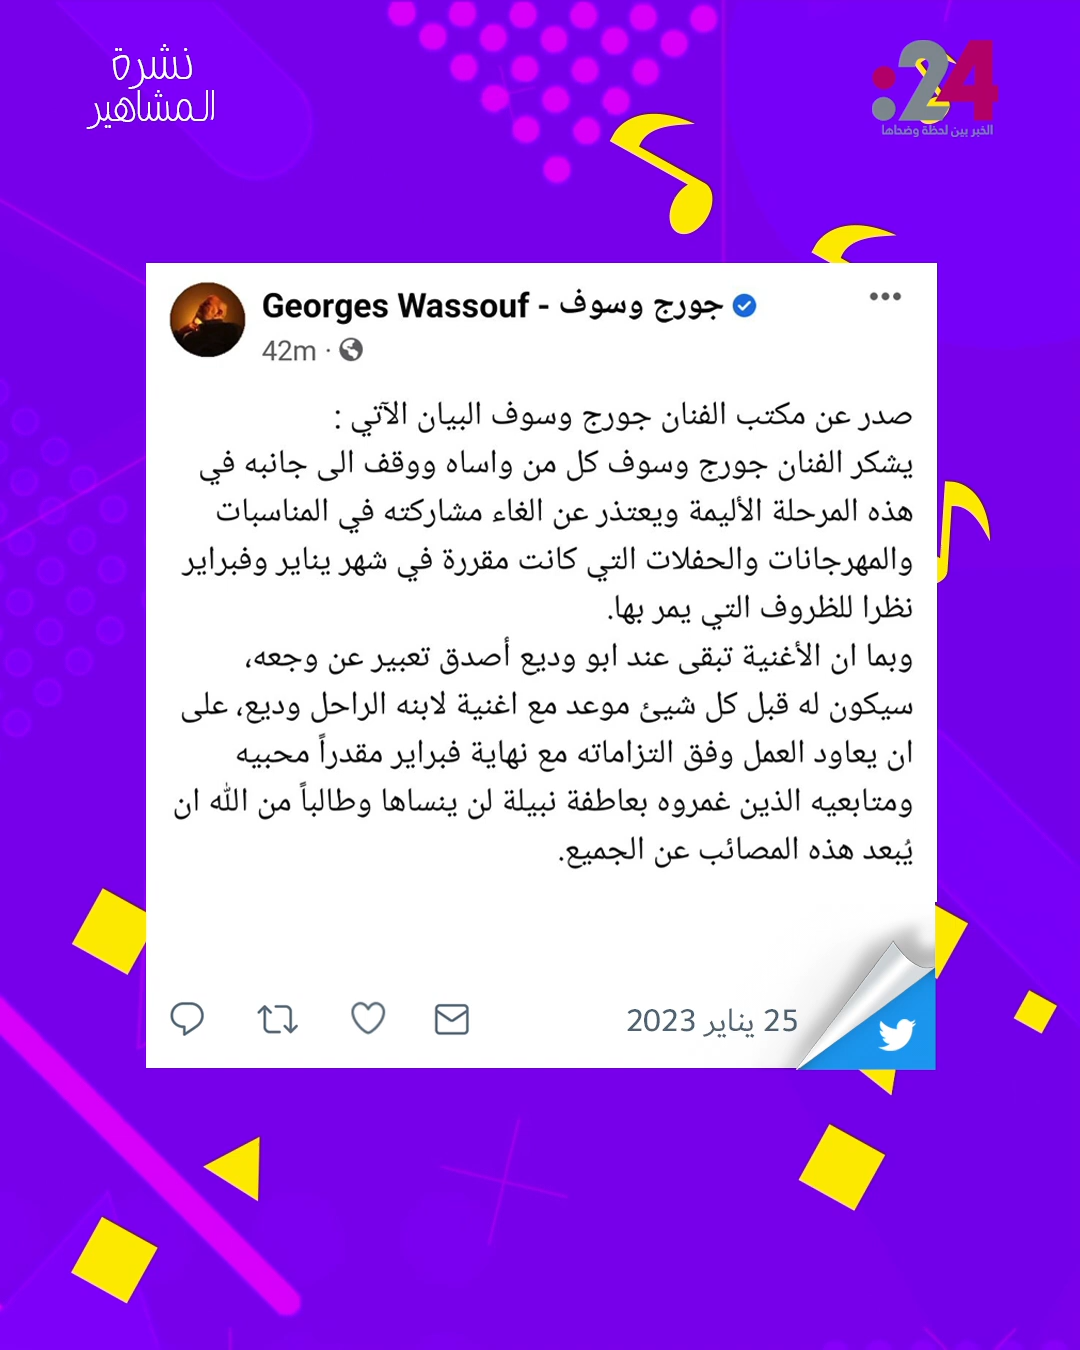 نشرة
المشاهير
24:
الخبر بين لحظة وضحاها
Georges Wassouf - جورج وسوف
42m ·
صدر عن مكتب الفنان جورج وسوف البيان الآتي :
يشكر الفنان جورج وسوف كل من واساه ووقف الى جانبه في
هذه المرحلة الأليمة ويعتذر عن الغاء مشاركته في المناسبات
والمهرجانات والحفلات التي كانت مقررة في شهر يناير وفبراير
نظرا للظروف التي يمر بها.
وبما ان الأغنية تبقى عند ابو وديع أصدق تعبير عن وجعه،
سيكون له قبل كل شيئ موعد مع اغنية لابنه الراحل وديع، على
ان يعاود العمل وفق التزاماته مع نهاية فبراير مقدراً محبيه
ومتابعيه الذين غمروه بعاطفة نبيلة لن ينساها وطالباً من الله ان
يُبعد هذه المصائب عن الجميع.
25 يناير 2023